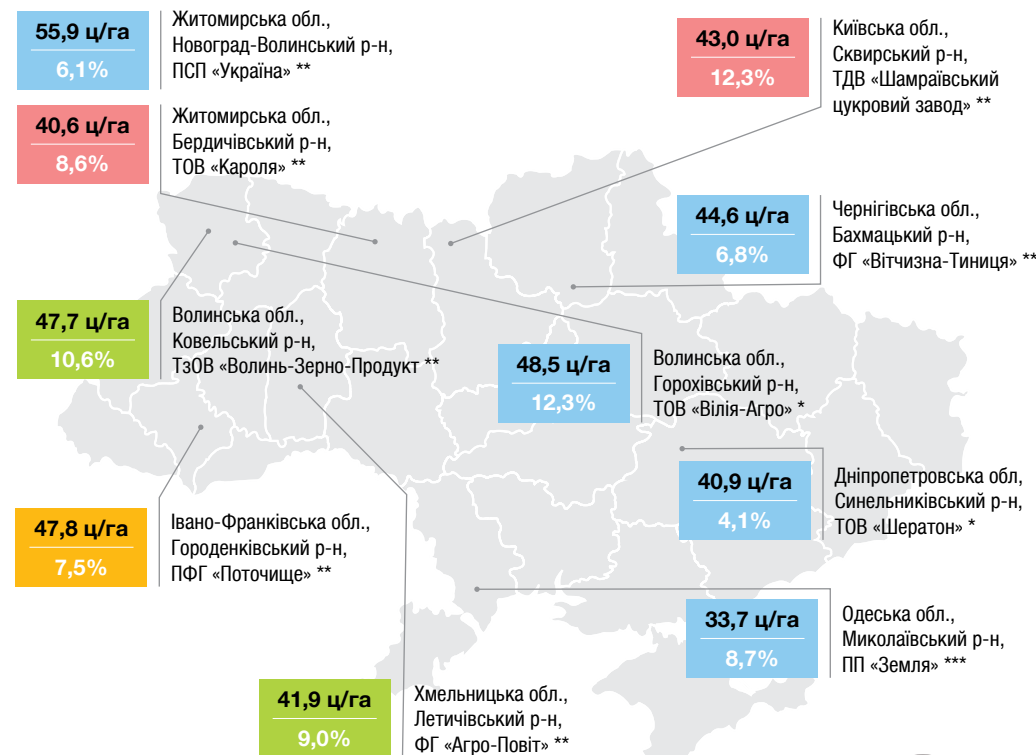 55,9 ц/га
6,1%
Житомирська обл.,
Новоград-Волинський р-н,
ПСП «Україна» **
40,6 ц/га
8,6%
Житомирська обл.,
Бердичівський р-н,
ТОВ «Кароля» **
43,0 ц/га
12,3%
Київська обл.,
Сквирський р-н,
ТДВ «Шамраївський
цукровий завод» **
44,6 ц/га
6,8%
Чернігівська обл.,
Бахмацький р-н,
ФГ «Вітчизна-Тиниця» **
47,7 ц/га
10,6%
Волинська обл.,
Ковельський р-н,
ТзОВ «Волинь-Зерно-Продукт **
48,5 ц/га
12,3%
Волинська обл.,
Горохівський р-н,
ТОВ «Вілія-Агро» *
40,9 ц/га
4,1%
Дніпропетровська обл,
Синельниківський р-н,
ТОВ «Шератон» *
47,8 ц/га
7,5%
Івано-Франківська обл.,
Городенківський р-н,
ПФГ «Поточище» **
33,7 ц/га
8,7%
Одеська обл.,
Миколаївський р-н,
ПП «Земля» ***
41,9 ц/га
9,0%
Хмельницька обл.,
Летичівський р-н,
ФГ «Агро-Повіт» **